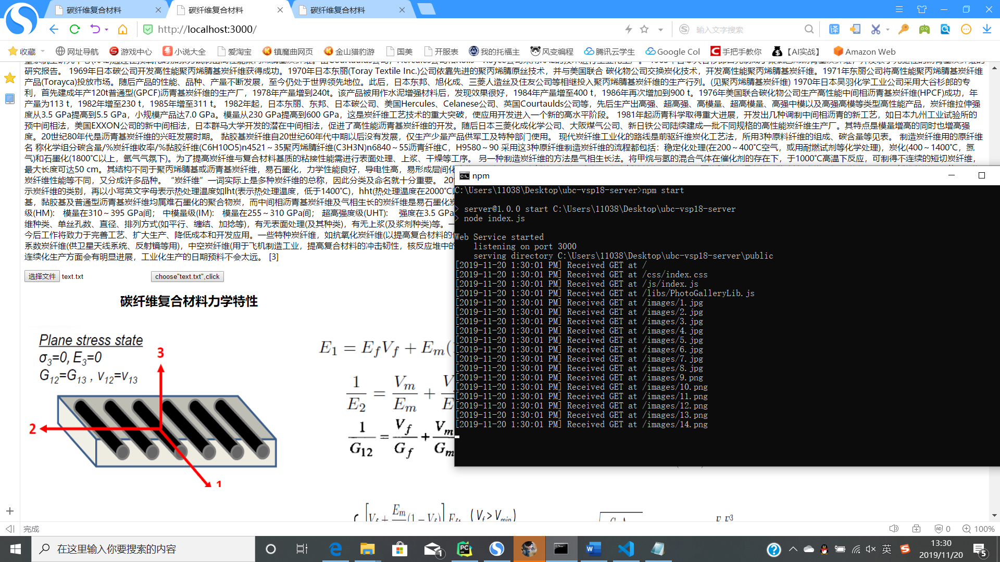 碳纤维复合材料
碳纤维复合材料
碳纤维复合材料
http://localhost:3000/
输入文字搜索
收藏
网址导航
游戏中心
小说大全
爱淘宝
镇魔曲网页
金山猎豹游
国美
开服表
我的托福主
风变编程
腾讯云学生
Google Col
手把手教你
【AI实战】
Amazon Web
研究报告。 1969年日本碳公司开发高性能聚丙烯腈基炭纤维获得成功。1970年日本东丽(Toray Textile Inc.)公司依靠先进的聚丙烯腈原丝技术，并与美国联合 碳化物公司交换炭化技术，开发高性能聚丙烯腈基炭纤维。1971年东丽公司将高性能聚丙烯腈基炭纤维
产品(Torayca)投放市场。随后产品的性能、品种、产量不断发展，至今仍处于世界领先地位。此后，日本东邦、旭化成、三菱人造丝及住友公司等相继投入聚丙烯腈基炭纤维的生产行列。(见聚丙烯腈基炭纤维) 1970年日本吴羽化学工业公司采用大谷杉郎的专
利，首先建成年产120t普通型(GPCF)沥青基炭纤维的生产厂，1978年产量增到240t。该产品被用作水泥增强材料后，发现效果很好，1984年产量增至400 t，1986年再次增加到900 t。1976年美国联合碳化物公司生产高性能中间相沥青基炭纤维(HPCF)成功，年
产量为113 t，1982年增至230 t，1985年增至311 t。 1982年起，日本东丽、东邦、日本碳公司、美国Hercules、Celanese公司、英国Courtaulds公司等，先后生产出高强、超高强、高模量、超高模量、高强中模以及高强高模等类型高性能产品，炭纤维拉伸强
度从3.5 GPa提高到5.5 GPa，小规模产品达7.0 GPa。模量从230 GPa提高到600 GPa，这是炭纤维工艺技术的重大突破，使应用开发进入一个新的高水平阶段。 1981年起沥青科学取得重大进展，开发出几种调制中间相沥青的新工艺，如日本九州工业试验所的
预中间相法，美国EXXON公司的新中间相法，日本群马大学开发的潜在中间相法，促进了高性能沥青基炭纤维的开发。随后日本三菱化成化学公司、大阪煤气公司、新日铁公司陆续建成一批不同规格的高性能炭纤维生产厂。其特点是模量增高的同时也增高强
度。20世纪80年代是沥青基炭纤维的兴旺发展时期。 黏胶基炭纤维自20世纪60年代中期以后没有发展，仅生产少量产品供军工及特种部门使用。 现代炭纤维工业化的路线是前驱纤维炭化工艺法，所用3种原料纤维的组成、碳含量等见表。 制造炭纤维用的原纤维
名 称化学组分碳含量/%炭纤维收率/%黏胶纤维(C6H10O5)n4521～35聚丙烯腈纤维(C3H3N)n6840～55沥青纤维C，H9580～90 采用这3种原纤维制造炭纤维的流程都包括：稳定化处理(在200～400℃空气，或用耐燃试剂等化学处理)，炭化(400～1400℃，氮
气)和石墨化(1800℃以上，氩气气氛下)。为了提高炭纤维与复合材料基质的粘接性能需进行表面处理、上浆、干燥等工序。 另一种制造炭纤维的方法是气相生长法。将甲烷与氢的混合气体在催化剂的存在下，于1000℃高温下反应，可制得不连续的短切炭纤维，
最大长度可达50 cm。其结构不同于聚丙烯腈基或沥青基炭纤维，易石墨化，力学性能良好，导电性高，易形成层间化
炭纤维性能等不同，又分成许多品种。 “炭纤维”一词实际上是多种炭纤维的总称，因此分类及命名就十分重要。 20
示炭纤维的类别，再以小写英文字母表示热处理温度如lht(表示热处理温度，低于1400℃)，hht(热处理温度在2000℃以
基，黏胶基及普通型沥青炭纤维均属难石墨化的聚合物炭，而中间相沥青基炭纤维及气相生长的炭纤维是易石墨化炭
级(HM)： 模量在310～395 GPa间； 中模量级(IM)： 模量在255～310 GPa间； 超高强度级(UHT)： 强度在3.5 GPa
维种类、单丝孔数、直径、排列方式(如平行、缠结、加捻等)，有无表面处理(及其种类)，有无上浆(及浆剂种类)等。一
今后工作将致力于完善工艺、扩大生产、降低成本和开发应用。一些特种炭纤维，如抗氧化炭纤维(以提高复合材料的使
系数炭纤维(供卫星天线系统、反射镜等用)，中空炭纤维(用于飞机制造工业，提高复合材料的冲击韧性，核反应堆中的
连续化生产方面会有明显进展，工业化生产的日期预料不会太远。 [3]
选择文件 text.txt
choose"text.txt",click
碳纤维复合材料力学特性
Plane stress state
σ3=0, E3=0
G12=G13 , ν12=ν13
3
2
1
E1 = EfVf + Em(
1/E2 = Vm/Em +
1/G12 = Vf/Gf + Vm/Gm
npm
C:\Users\11038\Desktop\ubc-vsp18-server>npm start
> server@1.0.0 start C:\Users\11038\Desktop\ubc-vsp18-server
> node index.js
Web Service started
listening on port 3000
serving directory C:\Users\11038\Desktop\ubc-vsp18-server\public
[2019-11-20 1:30:01 PM] Received GET at /
[2019-11-20 1:30:01 PM] Received GET at /css/index.css
[2019-11-20 1:30:01 PM] Received GET at /js/index.js
[2019-11-20 1:30:01 PM] Received GET at /libs/PhotoGalleryLib.js
[2019-11-20 1:30:01 PM] Received GET at /images/1.jpg
[2019-11-20 1:30:01 PM] Received GET at /images/2.jpg
[2019-11-20 1:30:01 PM] Received GET at /images/3.jpg
[2019-11-20 1:30:01 PM] Received GET at /images/4.jpg
[2019-11-20 1:30:01 PM] Received GET at /images/5.jpg
[2019-11-20 1:30:01 PM] Received GET at /images/6.jpg
[2019-11-20 1:30:01 PM] Received GET at /images/7.jpg
[2019-11-20 1:30:01 PM] Received GET at /images/8.jpg
[2019-11-20 1:30:01 PM] Received GET at /images/9.png
[2019-11-20 1:30:01 PM] Received GET at /images/10.png
[2019-11-20 1:30:01 PM] Received GET at /images/11.png
[2019-11-20 1:30:01 PM] Received GET at /images/12.png
[2019-11-20 1:30:01 PM] Received GET at /images/13.png
[2019-11-20 1:30:01 PM] Received GET at /images/14.png
[Vf + Em/ (1 − Vf)] Eft (Vf > Vmin)
完成
0
100%
在这里输入你要搜索的内容
1
英
13:30
2019/11/20
5